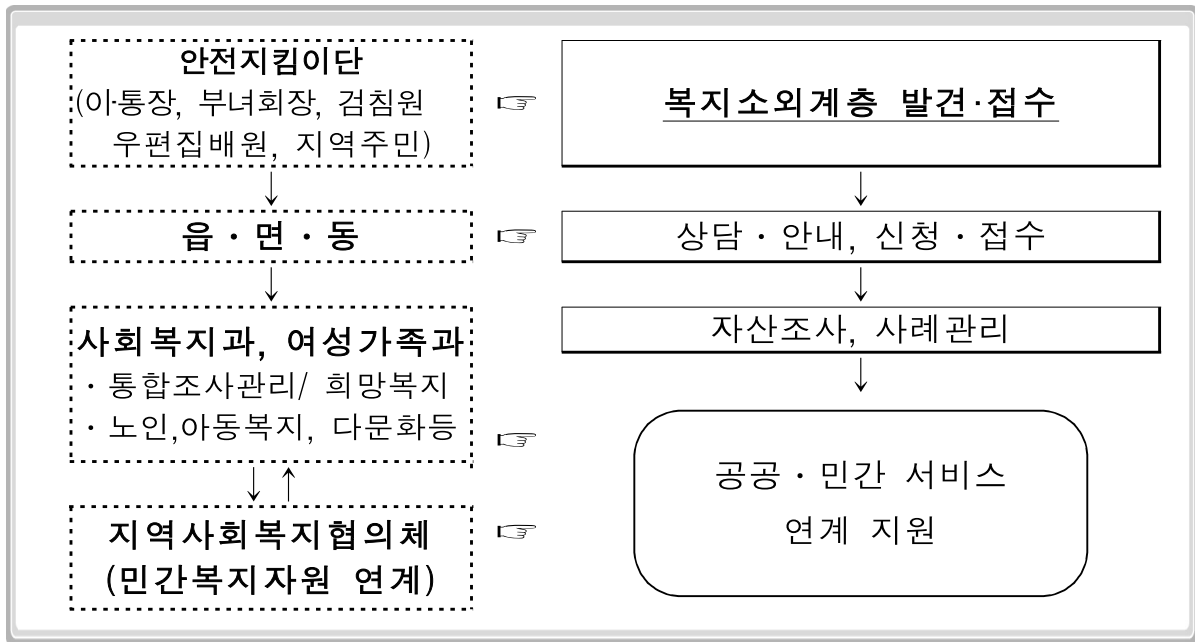 안전지킴이단
(이·통장, 부녀회장, 검침원
우편집배원, 지역주민)
☞
복지소외계층 발견·접수
↓
↓
읍·면·동
☞
상담·안내, 신청·접수
↓
↓
사회복지과, 여성가족과
· 통합조사관리/ 희망복지
· 노인,아동복지, 다문화등
☞
자산조사, 사례관리
↓
공공·민간 서비스
연계 지원
↓↑
지역사회복지협의체
(민간복지자원 연계)
☞